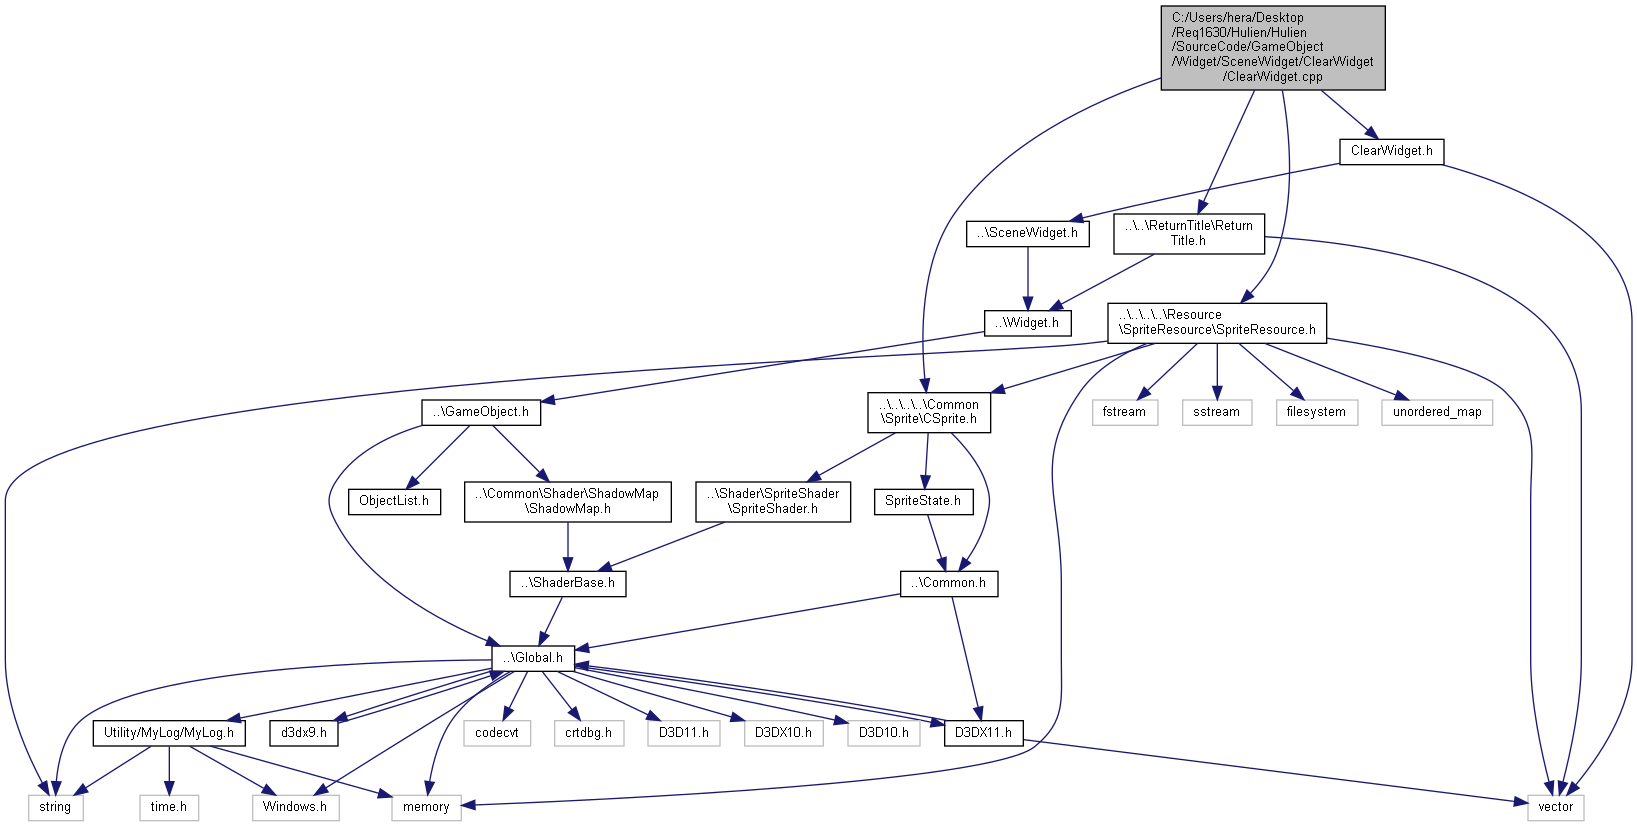 C:/Users/hera/Desktop
/Req1630/Hulien/Hulien
/SourceCode/GameObject
/Widget/SceneWidget/ClearWidget
/ClearWidget.cpp
ClearWidget.h
..\SceneWidget.h
..\..\ReturnTitle\Return
Title.h
..\Widget.h
..\..\..\..\Resource
\SpriteResource\SpriteResource.h
..\GameObject.h
..\..\..\..\Common
\Sprite\CSprite.h
fstream
sstream
filesystem
unordered_map
ObjectList.h
..\Common\Shader\ShadowMap
\ShadowMap.h
..\Shader\SpriteShader
\SpriteShader.h
SpriteState.h
..\ShaderBase.h
..\Common.h
..\Global.h
Utility/MyLog/MyLog.h
d3dx9.h
codecvt
crtdbg.h
D3D11.h
D3DX10.h
D3D10.h
D3DX11.h
string
time.h
Windows.h
memory
vector